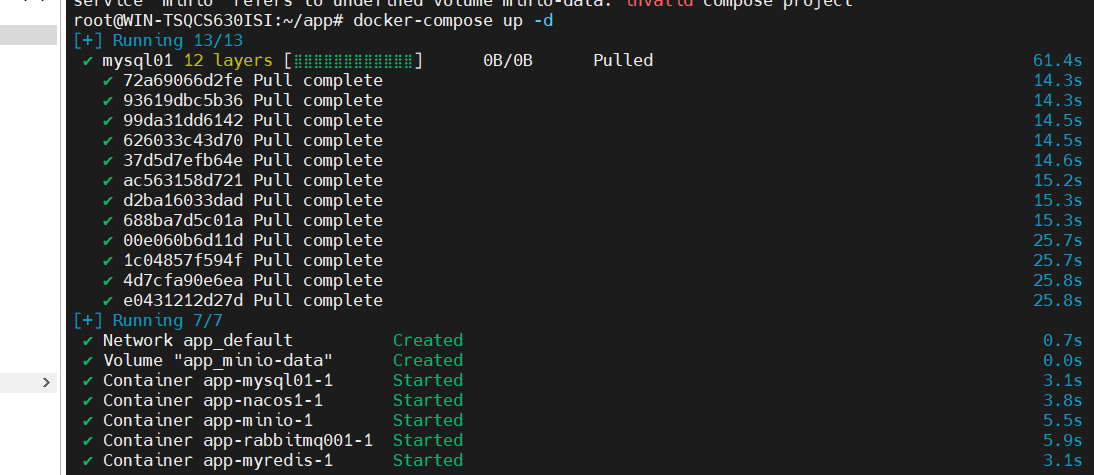 service "minio" refers to undefined volume minio-data: invalid compose project
root@WIN-TSQCS630ISI:~/app# docker-compose up -d
[+] Running 13/13
✔ mysql01 12 layers [⣿⣿⣿⣿⣿⣿⣿⣿⣿⣿⣿⣿] 0B/0B Pulled 61.4s
✔ 72a69066d2fe Pull complete 14.3s
✔ 93619dbc5b36 Pull complete 14.3s
✔ 99da31dd6142 Pull complete 14.5s
✔ 626033c43d70 Pull complete 14.5s
✔ 37d5d7efb64e Pull complete 14.6s
✔ ac563158d721 Pull complete 15.2s
✔ d2ba16033dad Pull complete 15.3s
✔ 688ba7d5c01a Pull complete 15.3s
✔ 00e060b6d11d Pull complete 25.7s
✔ 1c04857f594f Pull complete 25.7s
✔ 4d7cfa90e6ea Pull complete 25.8s
✔ e0431212d27d Pull complete 25.8s
[+] Running 7/7
✔ Network app_default Created 0.7s
✔ Volume "app_minio-data" Created 0.0s
✔ Container app-mysql01-1 Started 3.1s
✔ Container app-nacos1-1 Started 3.8s
✔ Container app-minio-1 Started 5.5s
✔ Container app-rabbitmq001-1 Started 5.9s
✔ Container app-myredis-1 Started 3.1s